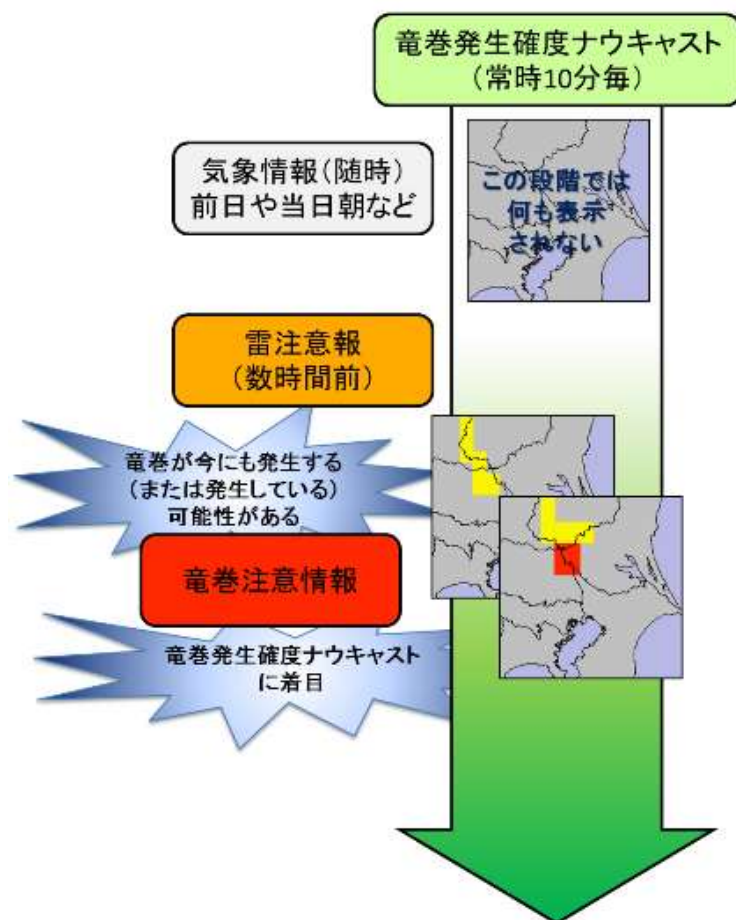 竜巻発生確度ナウキャスト
（常時10分毎）
気象情報（随時）
前日や当日朝など
この段階では
何も表示
されない
雷注意報
（数時間前）
竜巻が今にも発生する
（または発生している）
可能性がある
竜巻注意情報
竜巻発生確度ナウキャスト
に着目